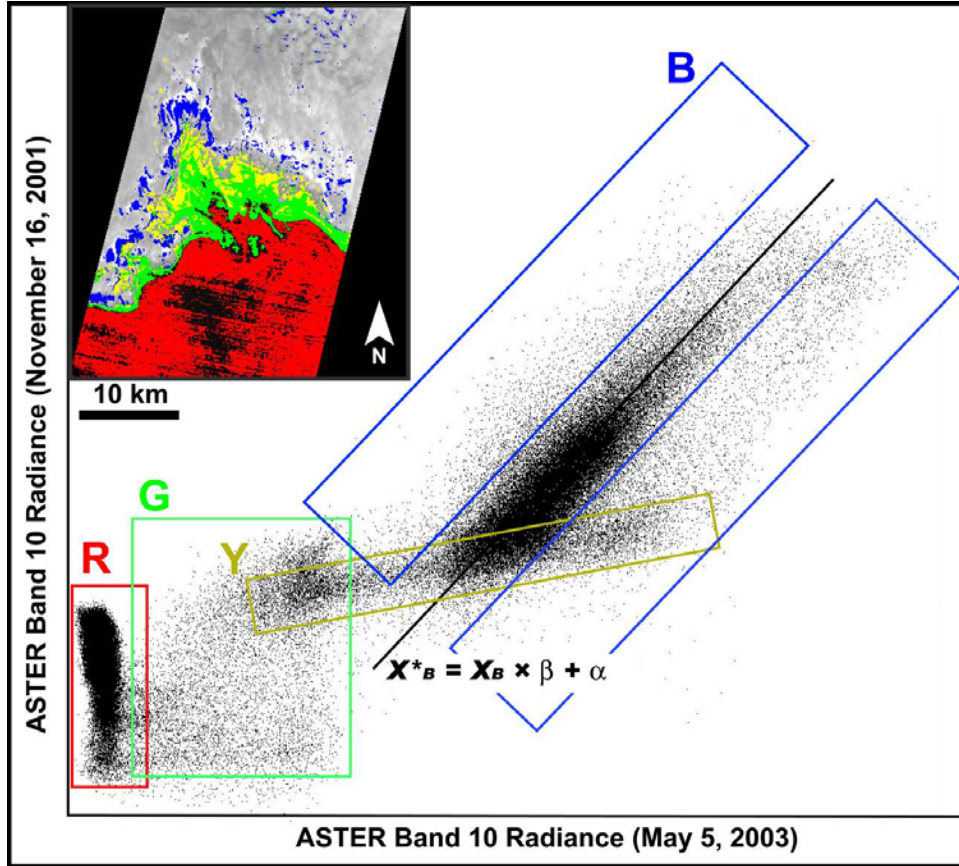 B
N
10 km
G
Y
R
X*B = XB × β + α
ASTER Band 10 Radiance (November 16, 2001)
ASTER Band 10 Radiance (May 5, 2003)